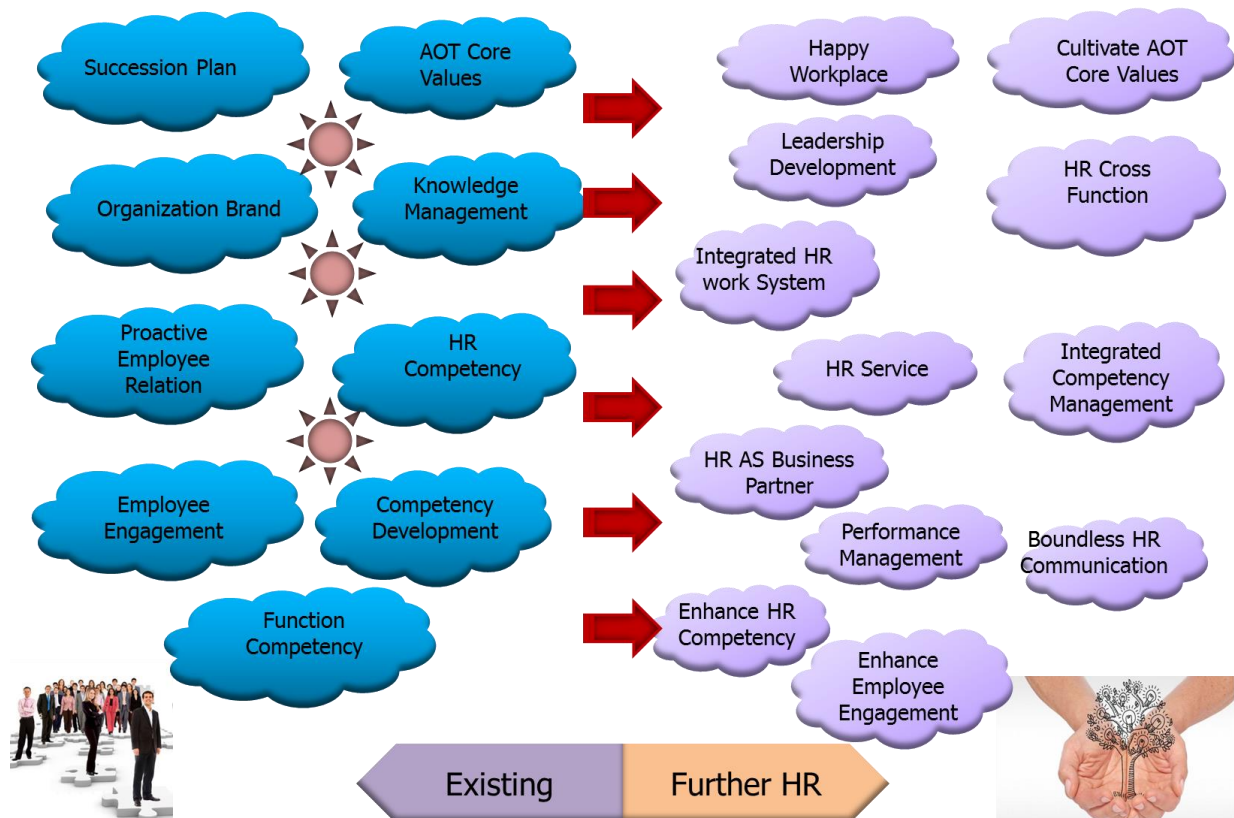 Succession Plan
AOT Core
Values
Organization Brand
Knowledge
Management
Proactive
Employee
Relation
HR
Competency
Employee
Engagement
Competency
Development
Function
Competency
Happy
Workplace
Cultivate AOT
Core Values
Leadership
Development
HR Cross
Function
Integrated HR
work System
HR Service
Integrated
Competency
Management
HR AS Business
Partner
Performance
Management
Boundless HR
Communication
Enhance HR
Competency
Enhance
Employee
Engagement
Existing
Further HR